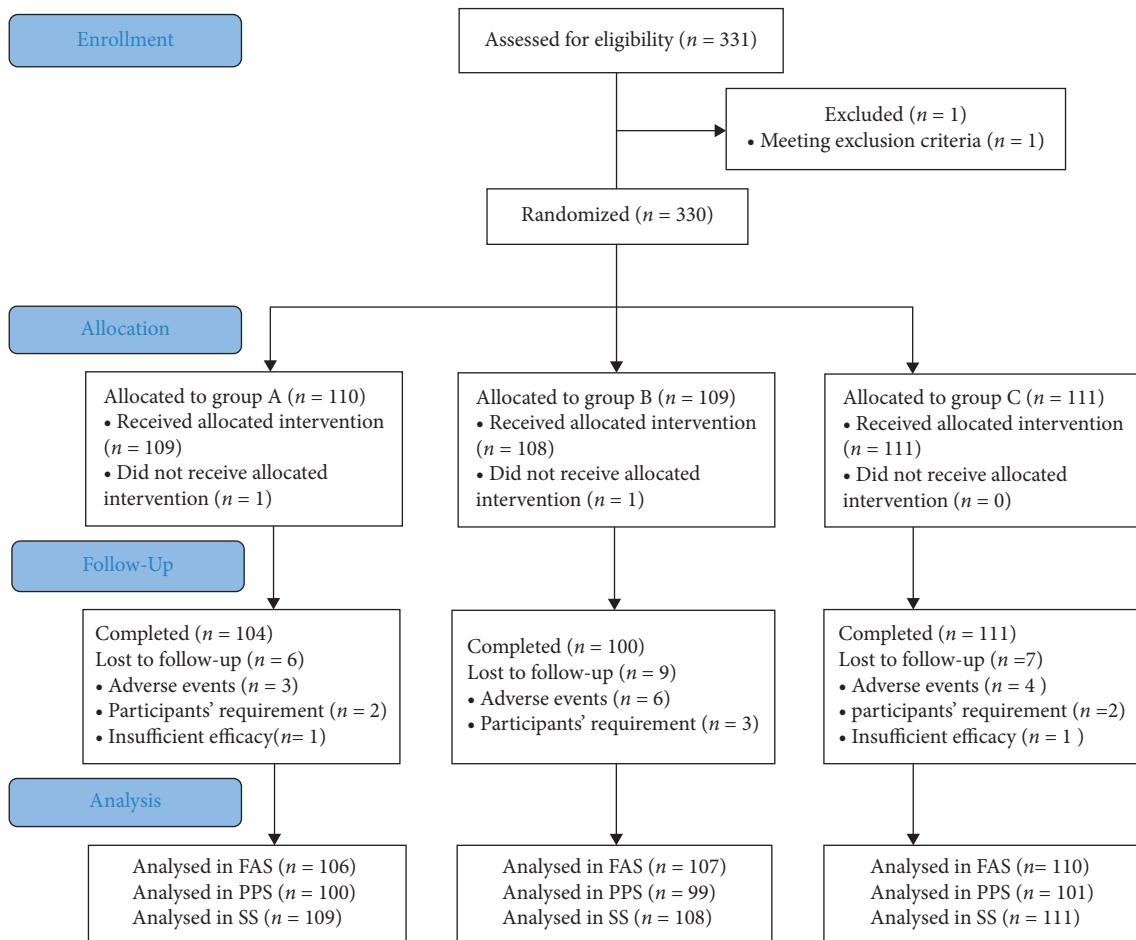 Enrollment
Assessed for eligibility (n = 331)
Excluded (n = 1)
• Meeting exclusion criteria (n = 1)
Randomized (n = 330)
Allocation
Allocated to group A (n = 110)
• Received allocated intervention
(n = 109)
• Did not receive allocated
intervention (n = 1)
Allocated to group B (n = 109)
• Received allocated intervention
(n = 108)
• Did not receive allocated
intervention (n = 1)
Allocated to group C (n = 111)
• Received allocated intervention
(n = 111)
• Did not receive allocated intervention
(n = 0)
Follow-Up
Completed (n = 104)
Lost to follow-up (n = 6)
• Adverse events (n = 3)
• Participants' requirement (n = 2)
• Insufficient efficacy(n= 1)
Completed (n = 100)
Lost to follow-up (n = 9)
• Adverse events (n = 6)
• Participants' requirement (n = 3)
Completed (n = 111)
Lost to follow-up (n =7)
• Adverse events (n = 4 )
• participants' requirement (n =2)
• Insufficient efficacy (n = 1 )
Analysis
Analysed in FAS (n = 106)
Analysed in PPS (n = 100)
Analysed in SS (n = 109)
Analysed in FAS (n = 107)
Analysed in PPS (n = 99)
Analysed in SS (n = 108)
Analysed in FAS (n= 110)
Analysed in PPS (n = 101)
Analysed in SS (n = 111)